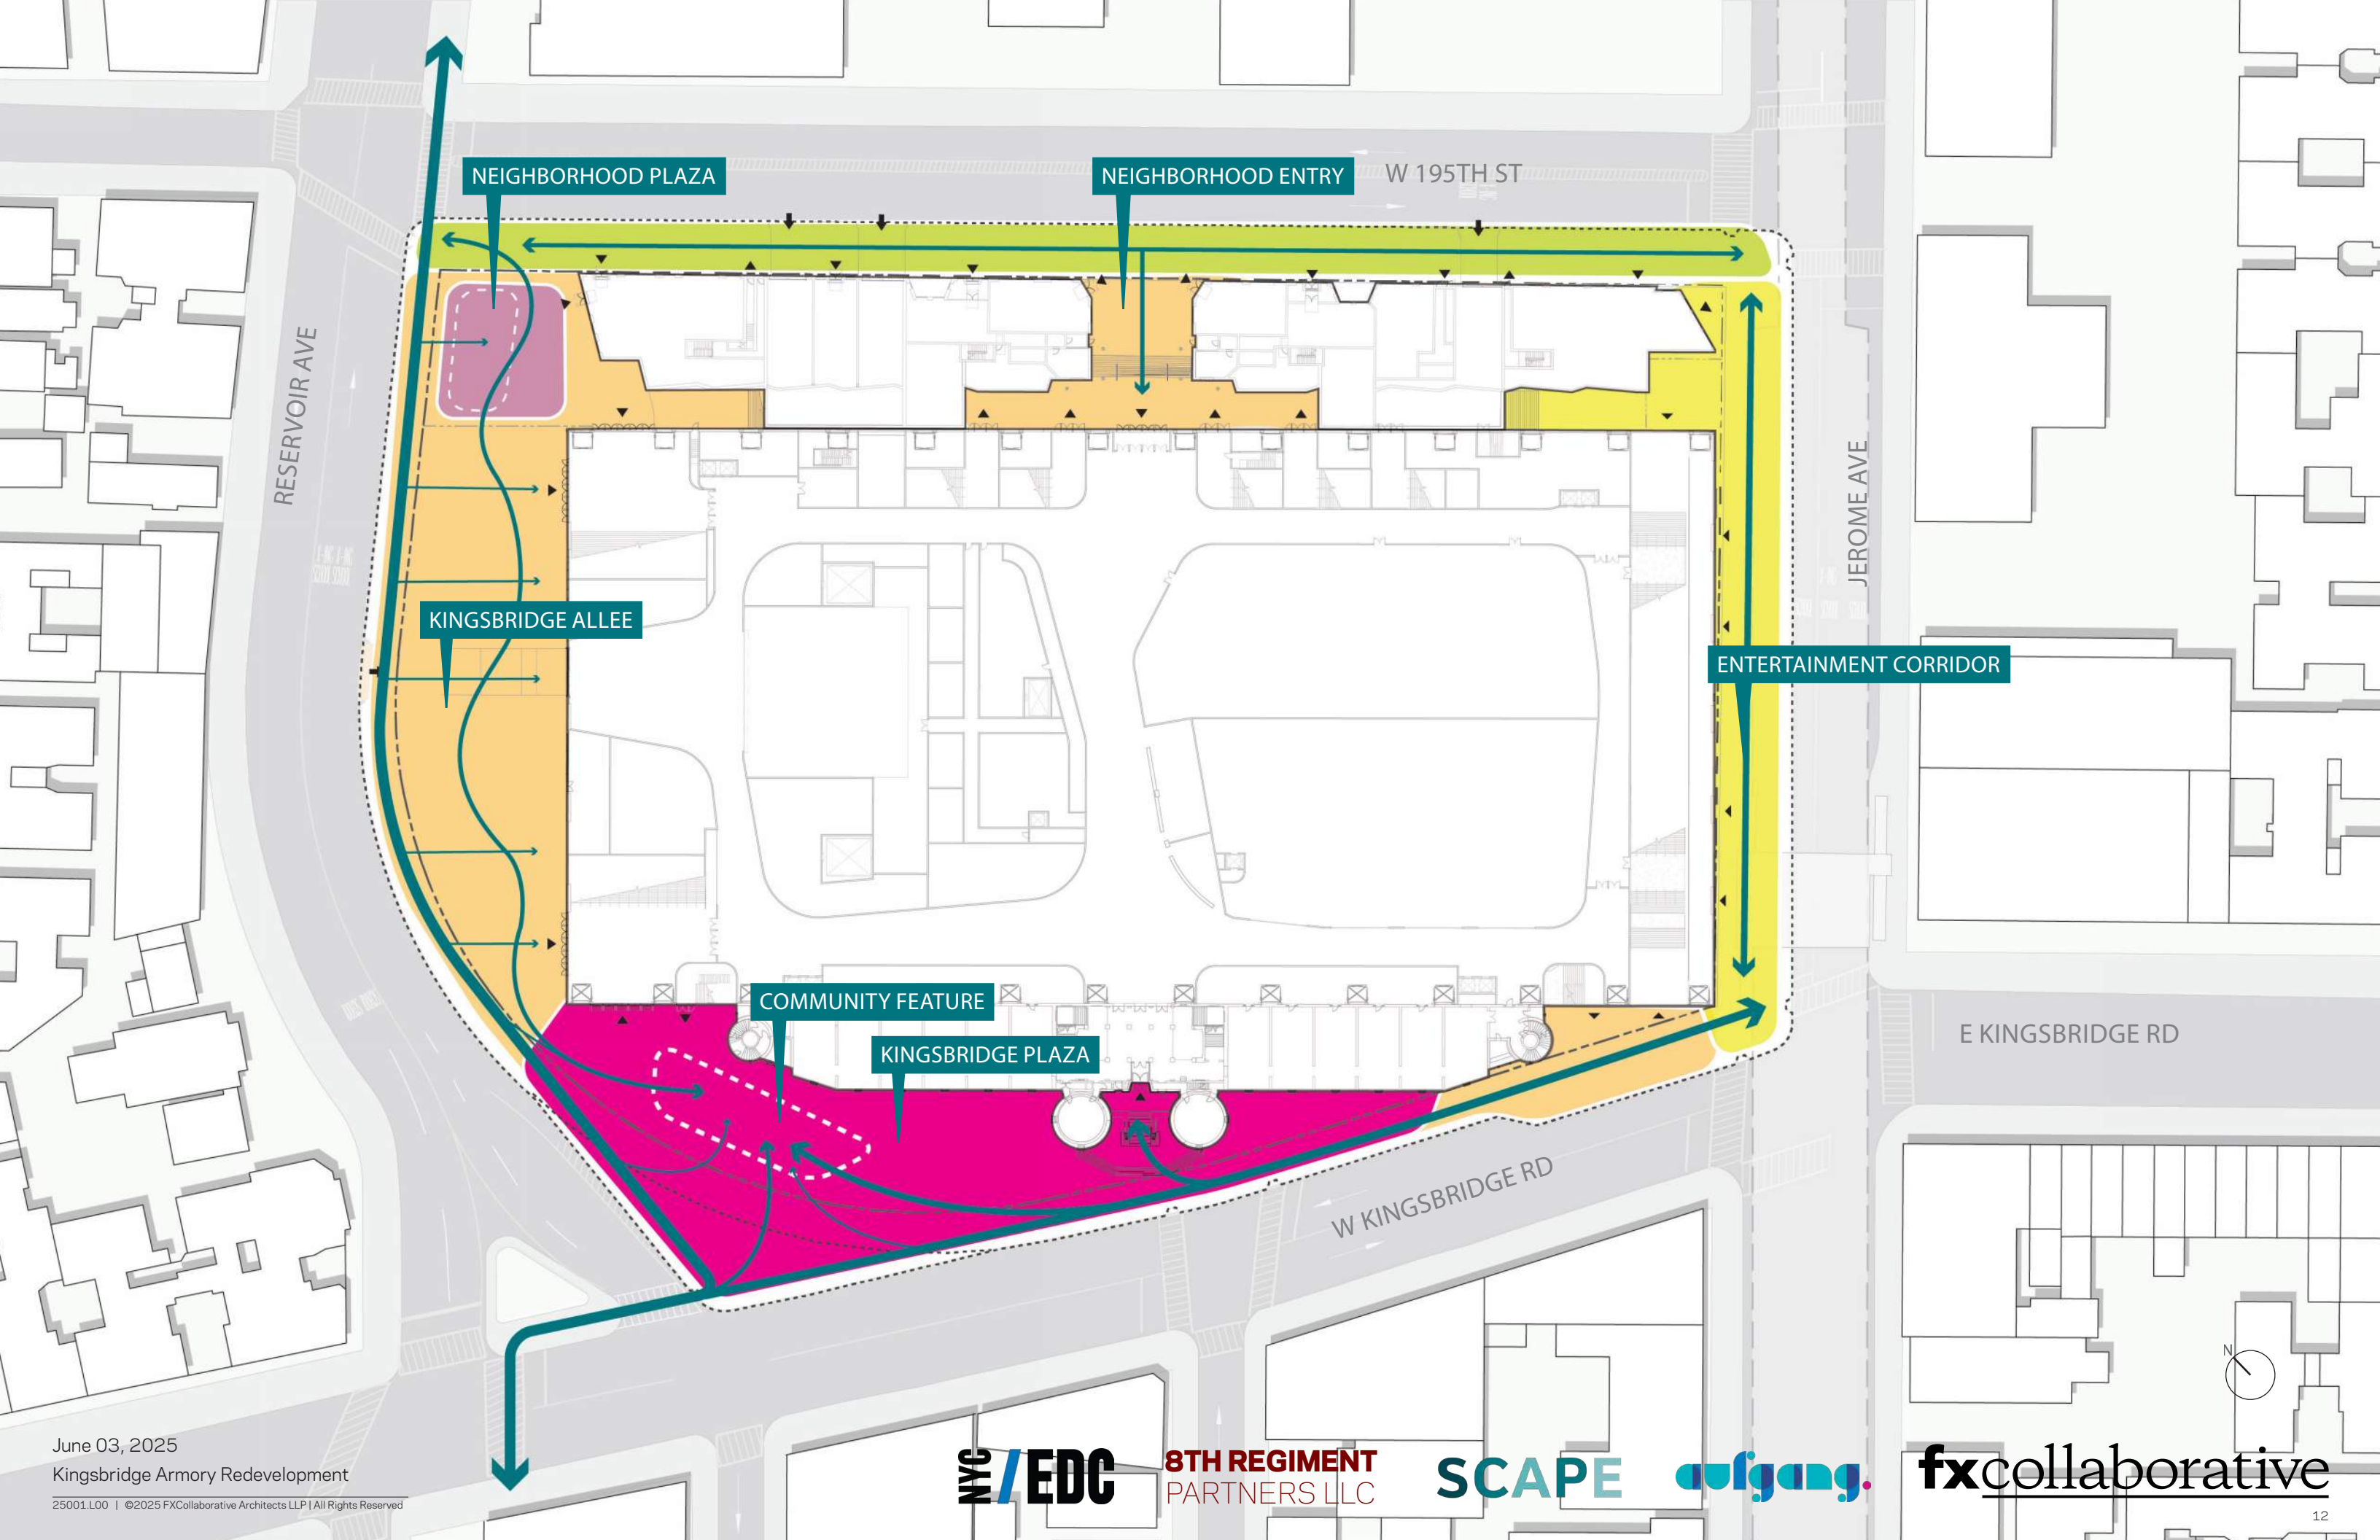 NEIGHBORHOOD PLAZA
NEIGHBORHOOD ENTRY
W 195TH ST
RESERVOIR AVE
JEROME AVE
KINGSBRIDGE ALLEE
ENTERTAINMENT CORRIDOR
COMMUNITY FEATURE
KINGSBRIDGE PLAZA
E KINGSBRIDGE RD
W KINGSBRIDGE RD
N
June 03, 2025
Kingsbridge Armory Redevelopment
25001.L00 | ©2025 FXCollaborative Architects LLP | All Rights Reserved
NYC/EDC
8TH REGIMENT
PARTNERS LLC
SCAPE
aufgang.
fxcollaborative
12